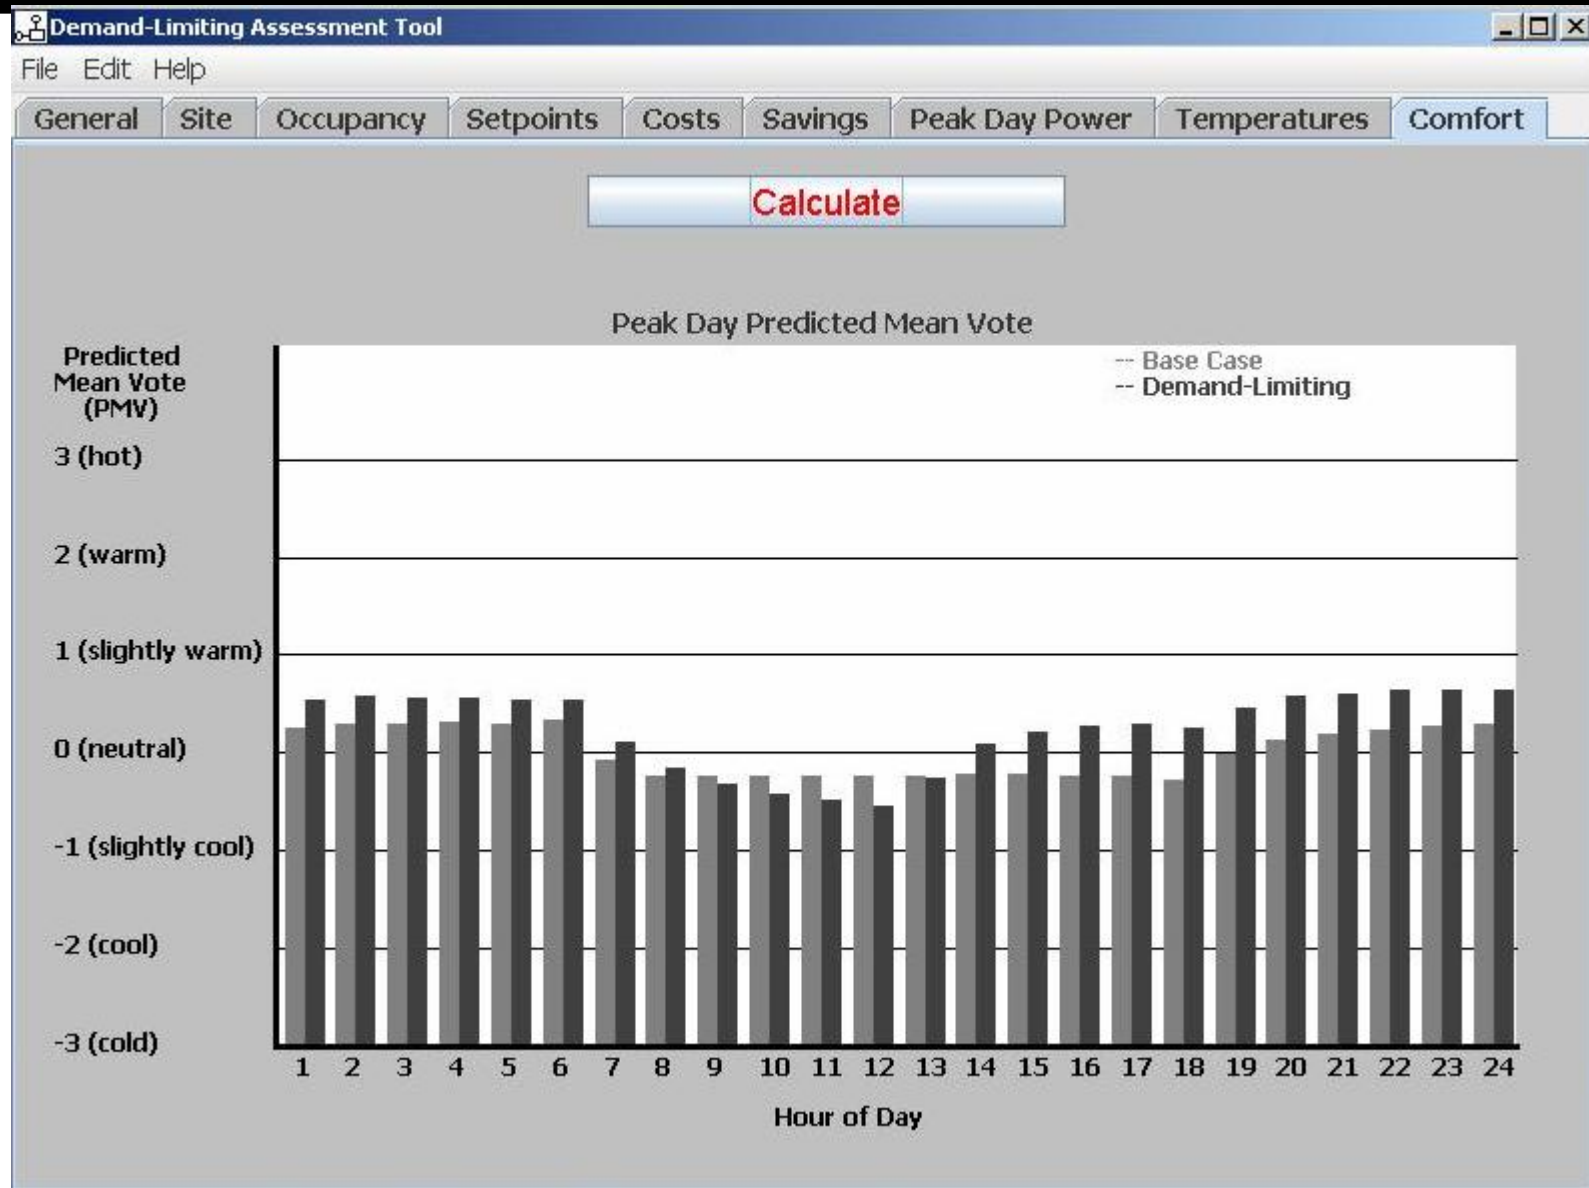 Demand-Limiting Assessment Tool
File Edit Help
General Site Occupancy Setpoints Costs Savings Peak Day Power Temperatures Comfort
Calculate
Peak Day Predicted Mean Vote
Predicted
Mean Vote
(PMV)
-- Base Case
-- Demand-Limiting
3 (hot)
2 (warm)
1 (slightly warm)
0 (neutral)
-1 (slightly cool)
-2 (cool)
-3 (cold)
1 2 3 4 5 6 7 8 9 10 11 12 13 14 15 16 17 18 19 20 21 22 23 24
Hour of Day